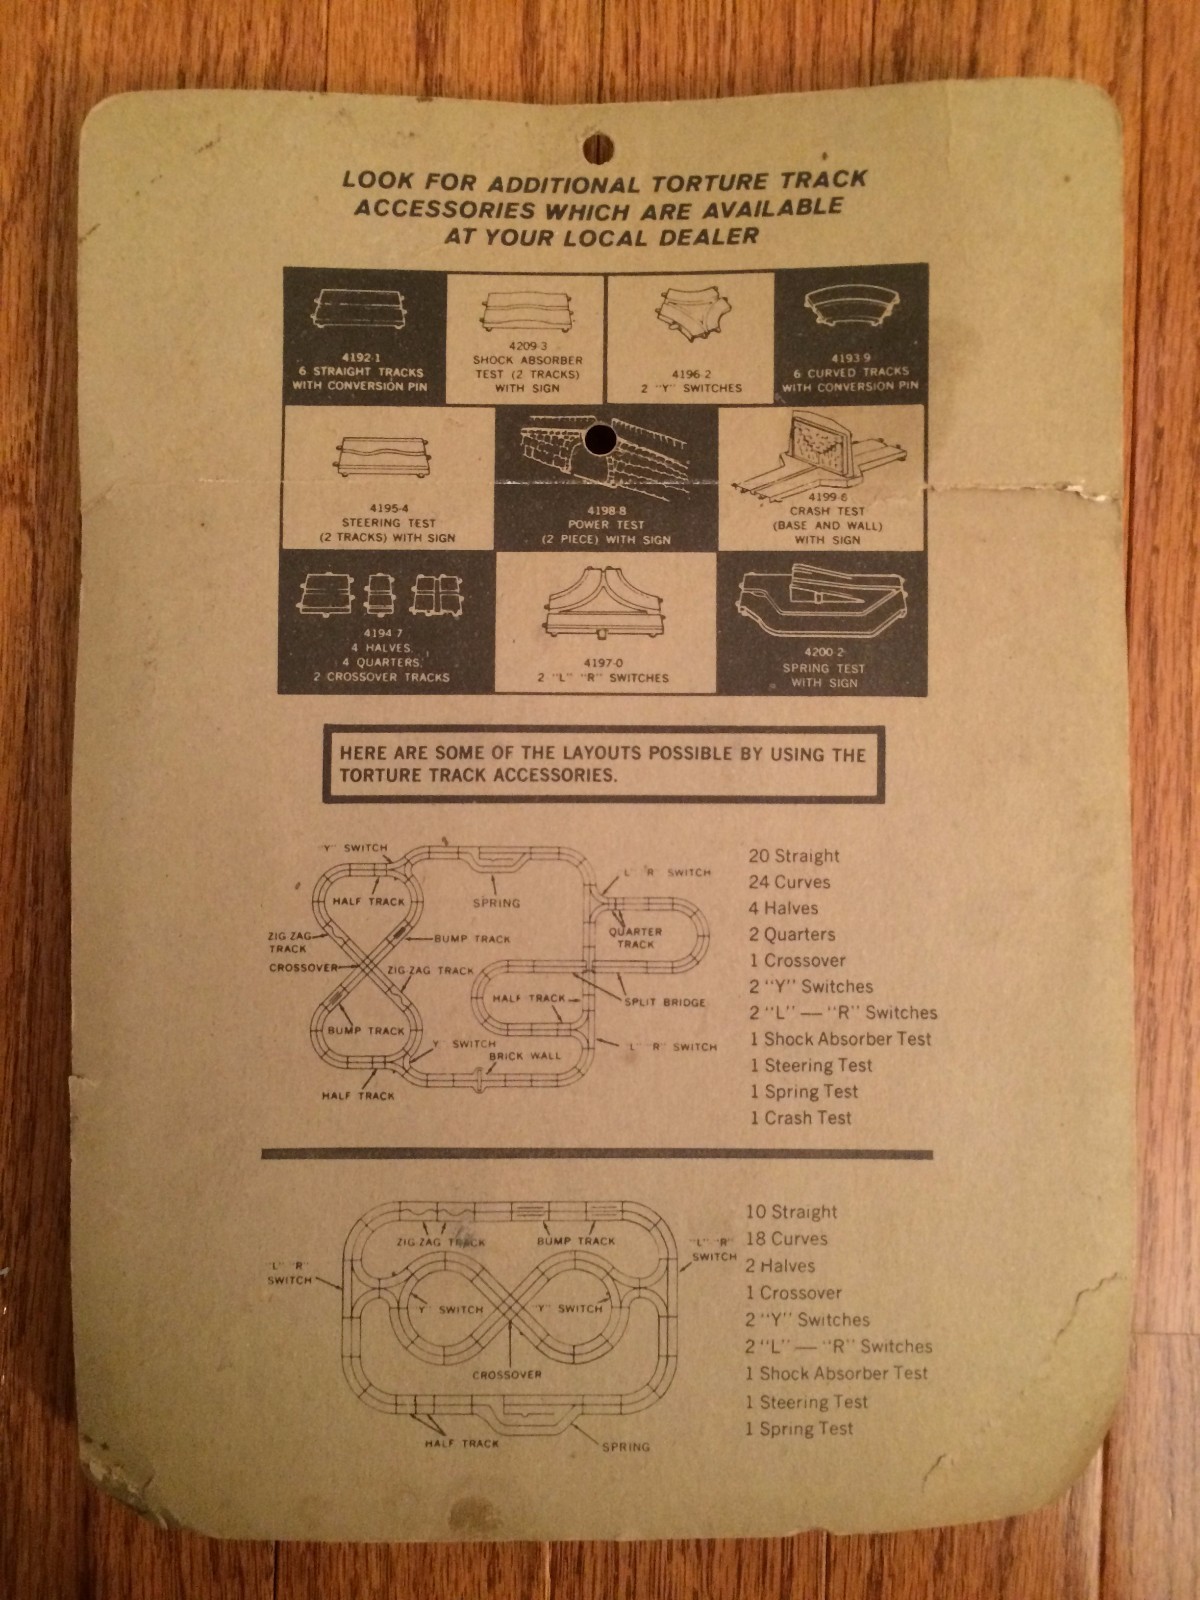 LOOK FOR ADDITIONAL TORTURE TRACK
ACCESSORIES WHICH ARE AVAILABLE
AT YOUR LOCAL DEALER
4192-1
6 STRAIGHT TRACKS
WITH CONVERSION PIN
4209-3
SHOCK ABSORBER
TEST (2 TRACKS)
WITH SIGN
4196-2
2 "Y" SWITCHES
4193 9
6 CURVED TRACKS
WITH CONVERSION PIN
4195-4
STEERING TEST
(2 TRACKS) WITH SIGN
4198-8
POWER TEST
(2 PIECE) WITH SIGN
4199-6
CRASH TEST
(BASE AND WALL)
WITH SIGN
4194 7
4 HALVES
4 QUARTERS,
2 CROSSOVER TRACKS
4197-0
2 "L" "R" SWITCHES
4200 2
SPRING TEST
WITH SIGN
HERE ARE SOME OF THE LAYOUTS POSSIBLE BY USING THE
TORTURE TRACK ACCESSORIES.
"Y" SWITCH
HALF TRACK
SPRING
"L" "R" SWITCH
ZIG-ZAG
TRACK
BUMP TRACK
QUARTER
TRACK
CROSSOVER
ZIG-ZAG TRACK
HALF TRACK
SPLIT BRIDGE
BUMP TRACK
"Y" SWITCH
BRICK WALL
"L" "R" SWITCH
HALF TRACK
20 Straight
24 Curves
4 Halves
2 Quarters
1 Crossover
2 "Y" Switches
2 "L" — "R" Switches
1 Shock Absorber Test
1 Steering Test
1 Spring Test
1 Crash Test
ZIG-ZAG TRACK
BUMP TRACK
"L" "R"
SWITCH
"L" "R"
SWITCH
"Y" SWITCH
"Y" SWITCH
CROSSOVER
HALF TRACK
SPRING
10 Straight
18 Curves
2 Halves
1 Crossover
2 "Y" Switches
2 "L" — "R" Switches
1 Shock Absorber Test
1 Steering Test
1 Spring Test